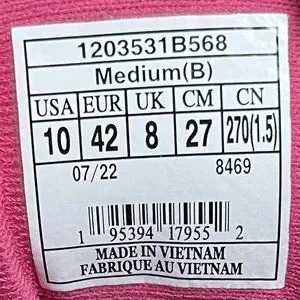 1203531B568
Medium(B)
USA EUR UK CM CN
10 42 8 27 270(1.5)
07/22 8469
1 95394 17955 2
MADE IN VIETNAM
FABRIQUE AU VIETNAM